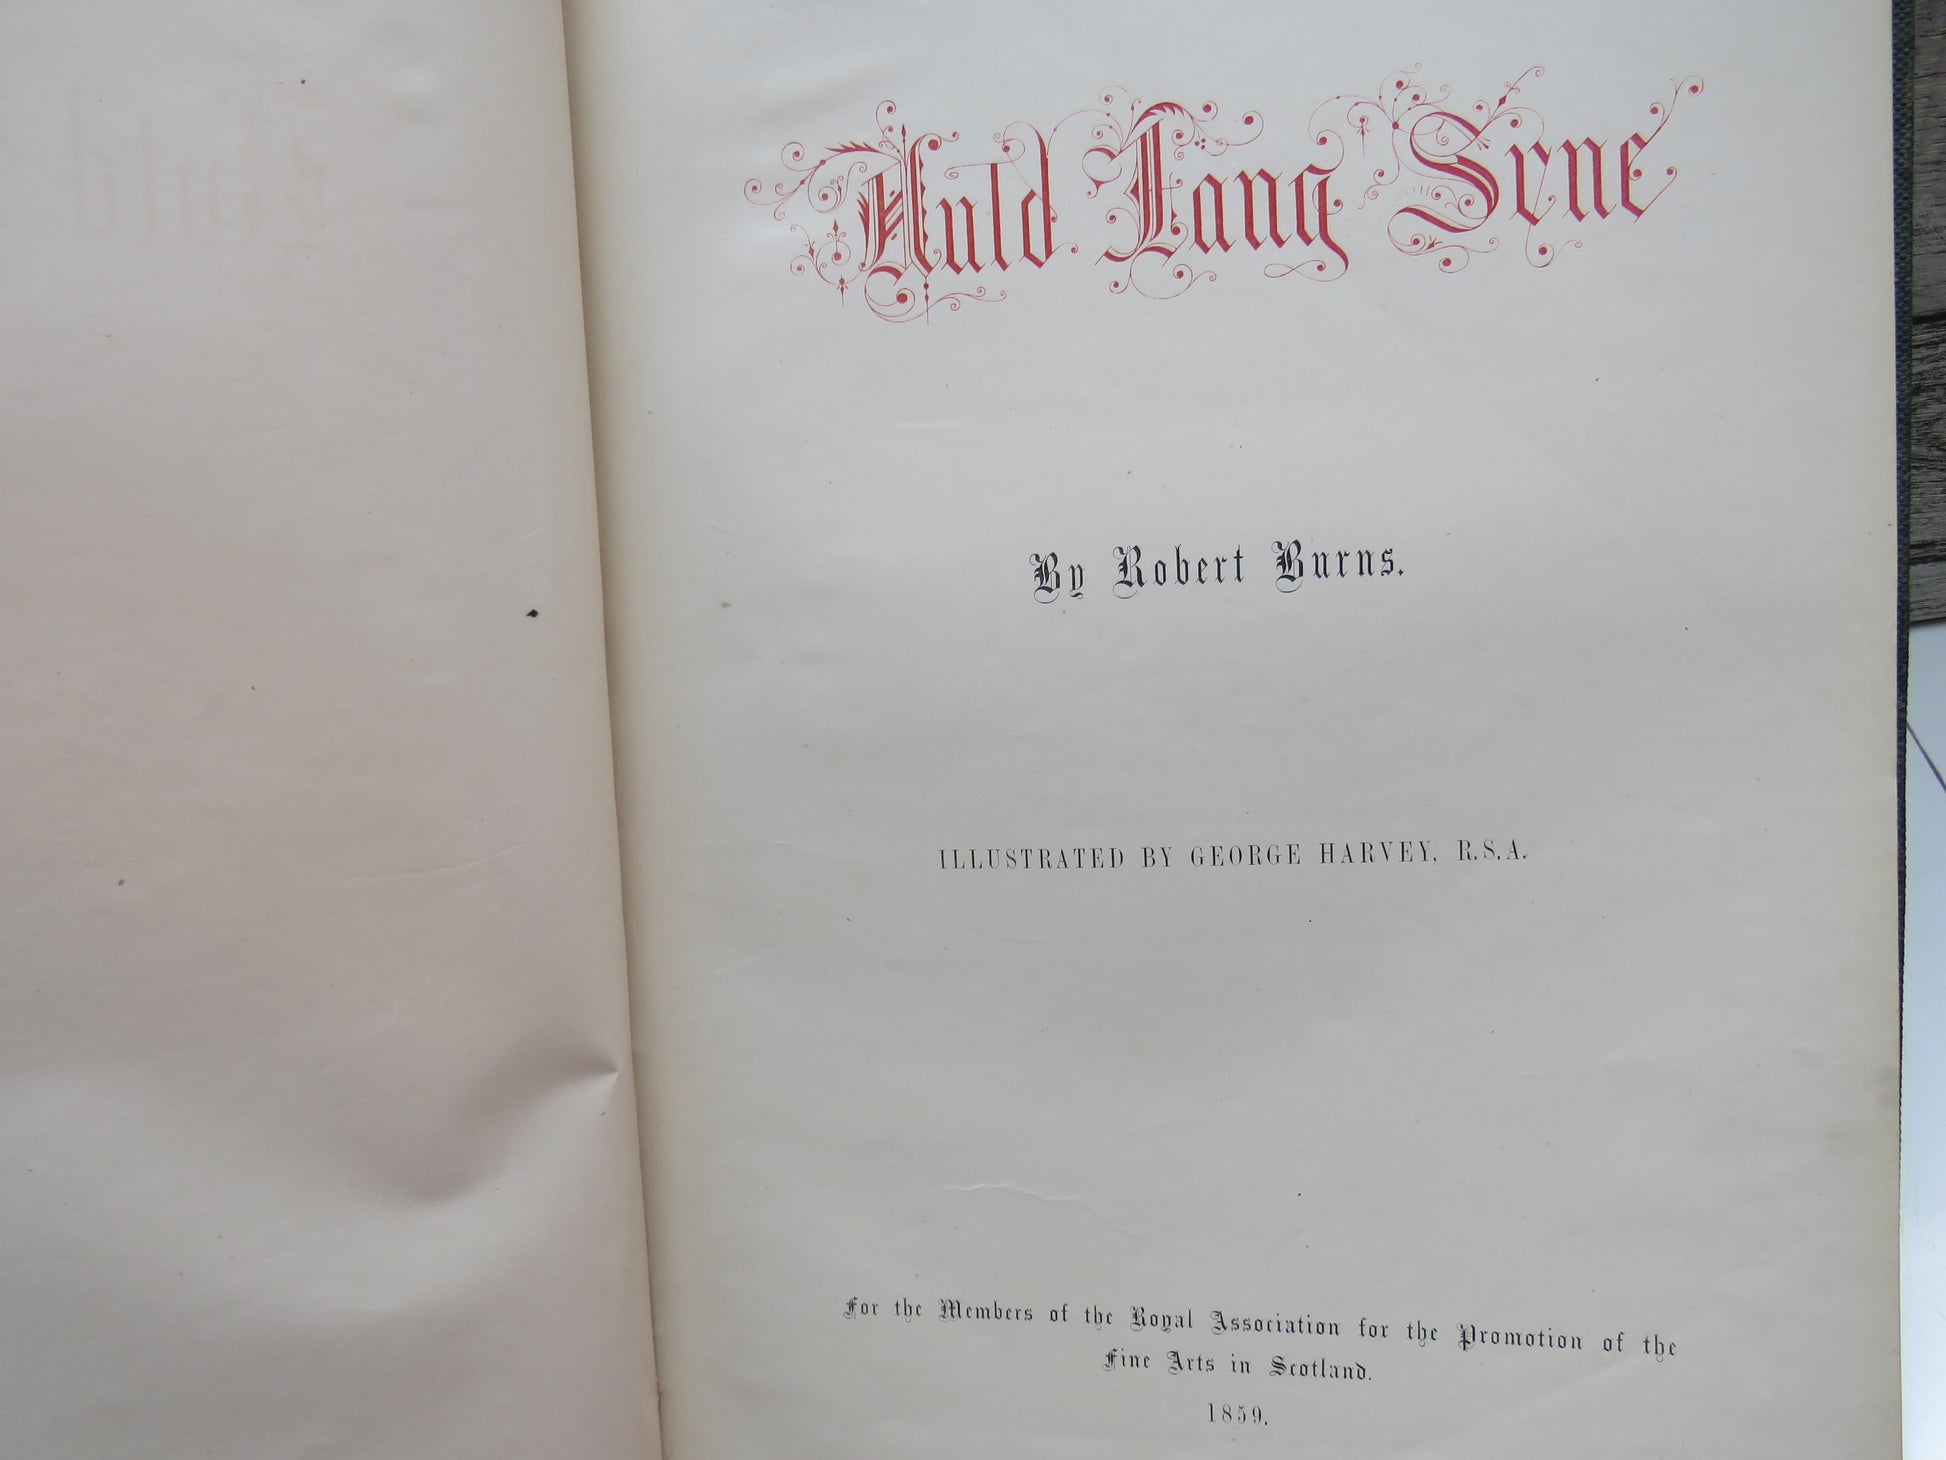 Auld Lang Syne
By Robert Burns.
ILLUSTRATED BY GEORGE HARVEY, R.S.A.
For the Members of the Royal Association for the Promotion of the
Fine Arts in Scotland.
1859.